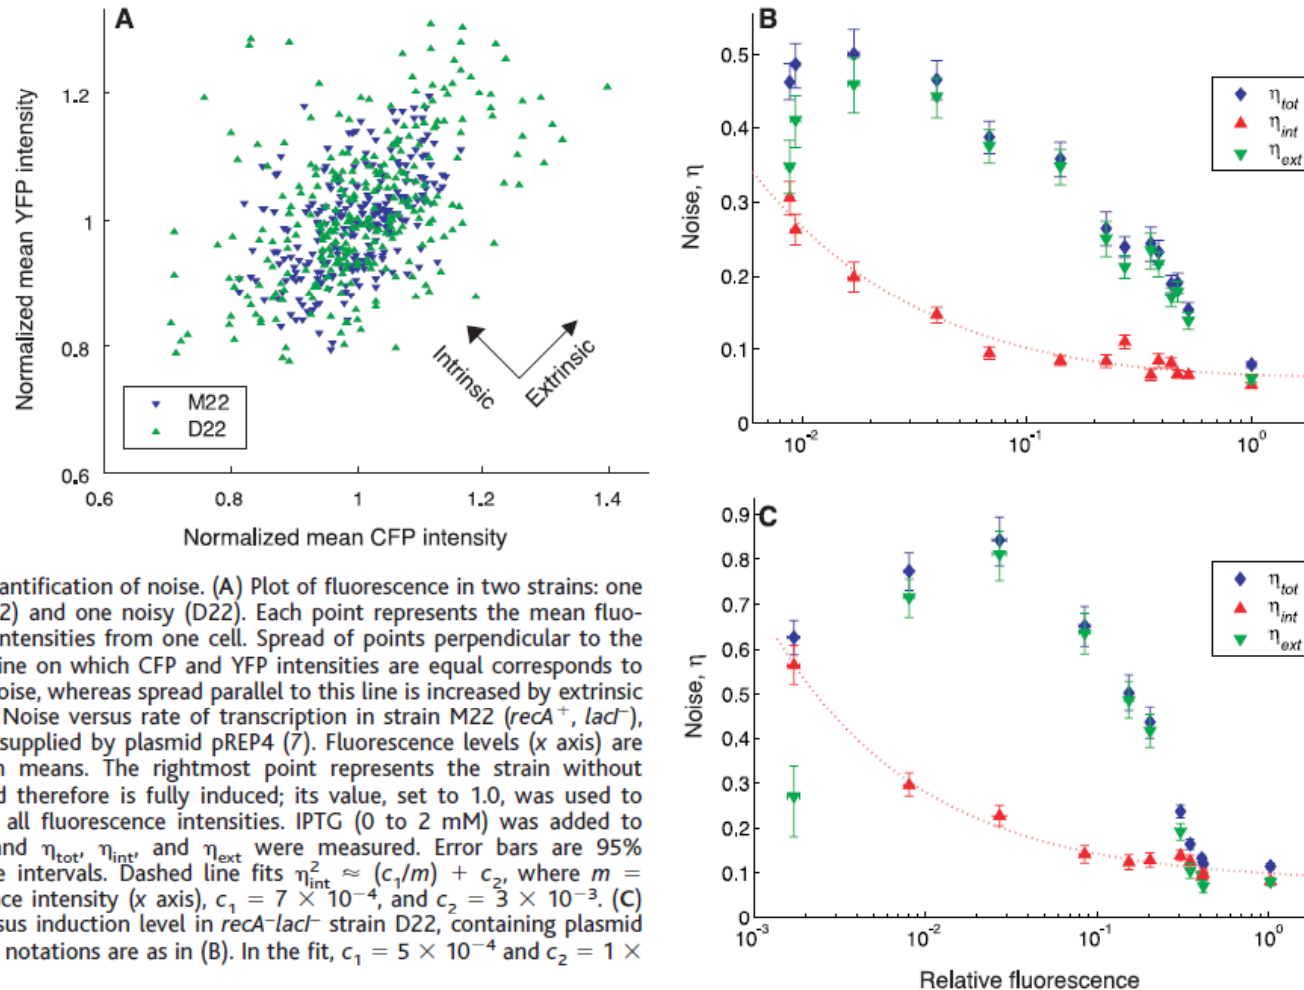 A
Normalized mean YFP intensity
1.2
1
0.8
0.6
0.6 0.8 1 1.2 1.4
Normalized mean CFP intensity
Intrinsic
Extrinsic
M22
D22
B
Noise, η
0.5
0.4
0.3
0.2
0.1
0
10⁻² 10⁻¹ 10⁰
η_tot
η_int
η_ext
C
Noise, η
0.9
0.8
0.7
0.6
0.5
0.4
0.3
0.2
0.1
0
10⁻³ 10⁻² 10⁻¹ 10⁰
Relative fluorescence
η_tot
η_int
η_ext
antification of noise. (A) Plot of fluorescence in two strains: one
2) and one noisy (D22). Each point represents the mean fluo-
ntensities from one cell. Spread of points perpendicular to the
ine on which CFP and YFP intensities are equal corresponds to
oise, whereas spread parallel to this line is increased by extrinsic
Noise versus rate of transcription in strain M22 (recA⁺, lacI⁻),
supplied by plasmid pREP4 (7). Fluorescence levels (x axis) are
n means. The rightmost point represents the strain without
d therefore is fully induced; its value, set to 1.0, was used to
all fluorescence intensities. IPTG (0 to 2 mM) was added to
and η_tot, η_int, and η_ext were measured. Error bars are 95%
e intervals. Dashed line fits η²_int ≈ (c₁/m) + c₂, where m =
ce intensity (x axis), c₁ = 7 × 10⁻⁴, and c₂ = 3 × 10⁻³. (C)
sus induction level in recA⁻lacI⁻ strain D22, containing plasmid
notations are as in (B). In the fit, c₁ = 5 × 10⁻⁴ and c₂ = 1 ×